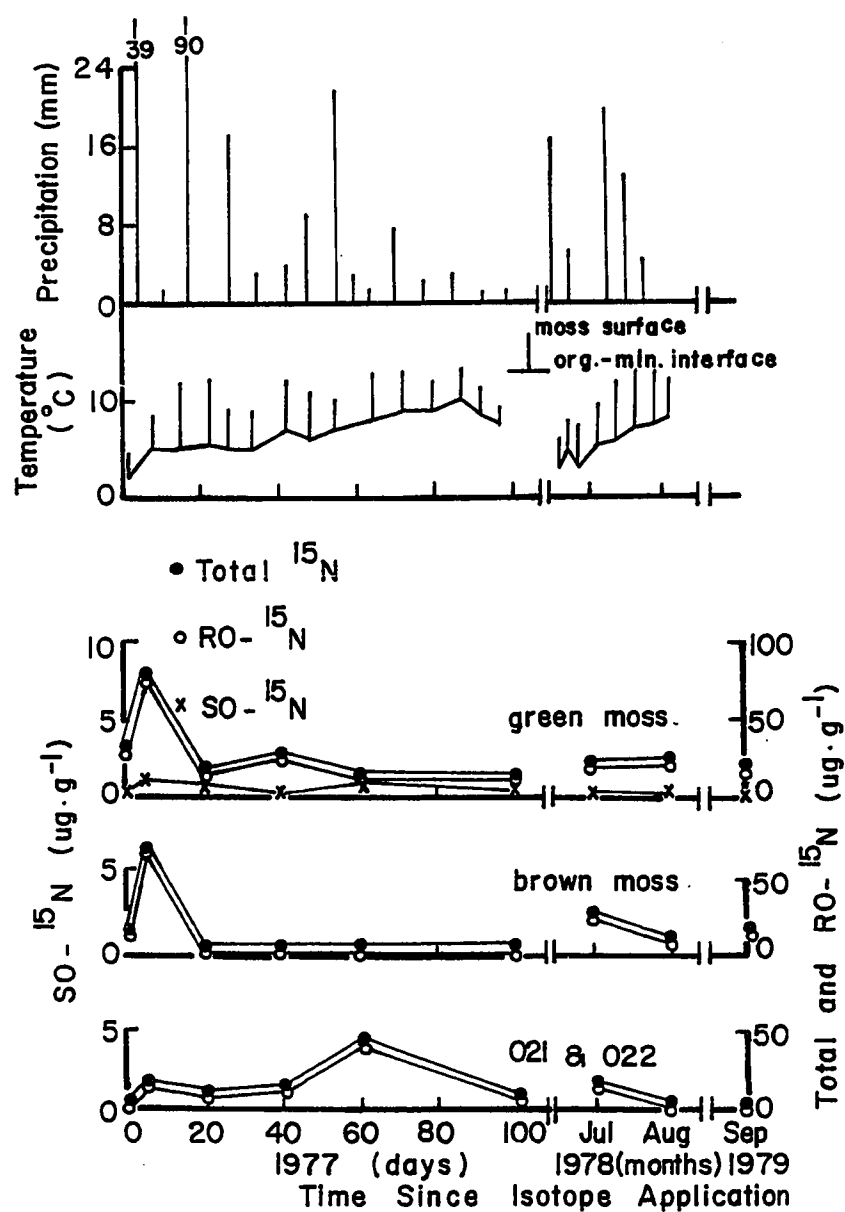 39 90
24
16
8
0
Precipitation (mm)
moss surface
org.-min. interface
10
0
Temperature
(°C)
● Total ¹⁵N
○ RO- ¹⁵N
x SO- ¹⁵N
10
5
0
100
50
0
green moss.
5
0
50
0
brown moss
5
0
50
0
O21 & O22
SO- ¹⁵N (ug·g⁻¹)
Total and RO- ¹⁵N (ug·g⁻¹)
0 20 40 60 80 100 Jul Aug Sep
1977 (days) 1978(months) 1979
Time Since Isotope Application